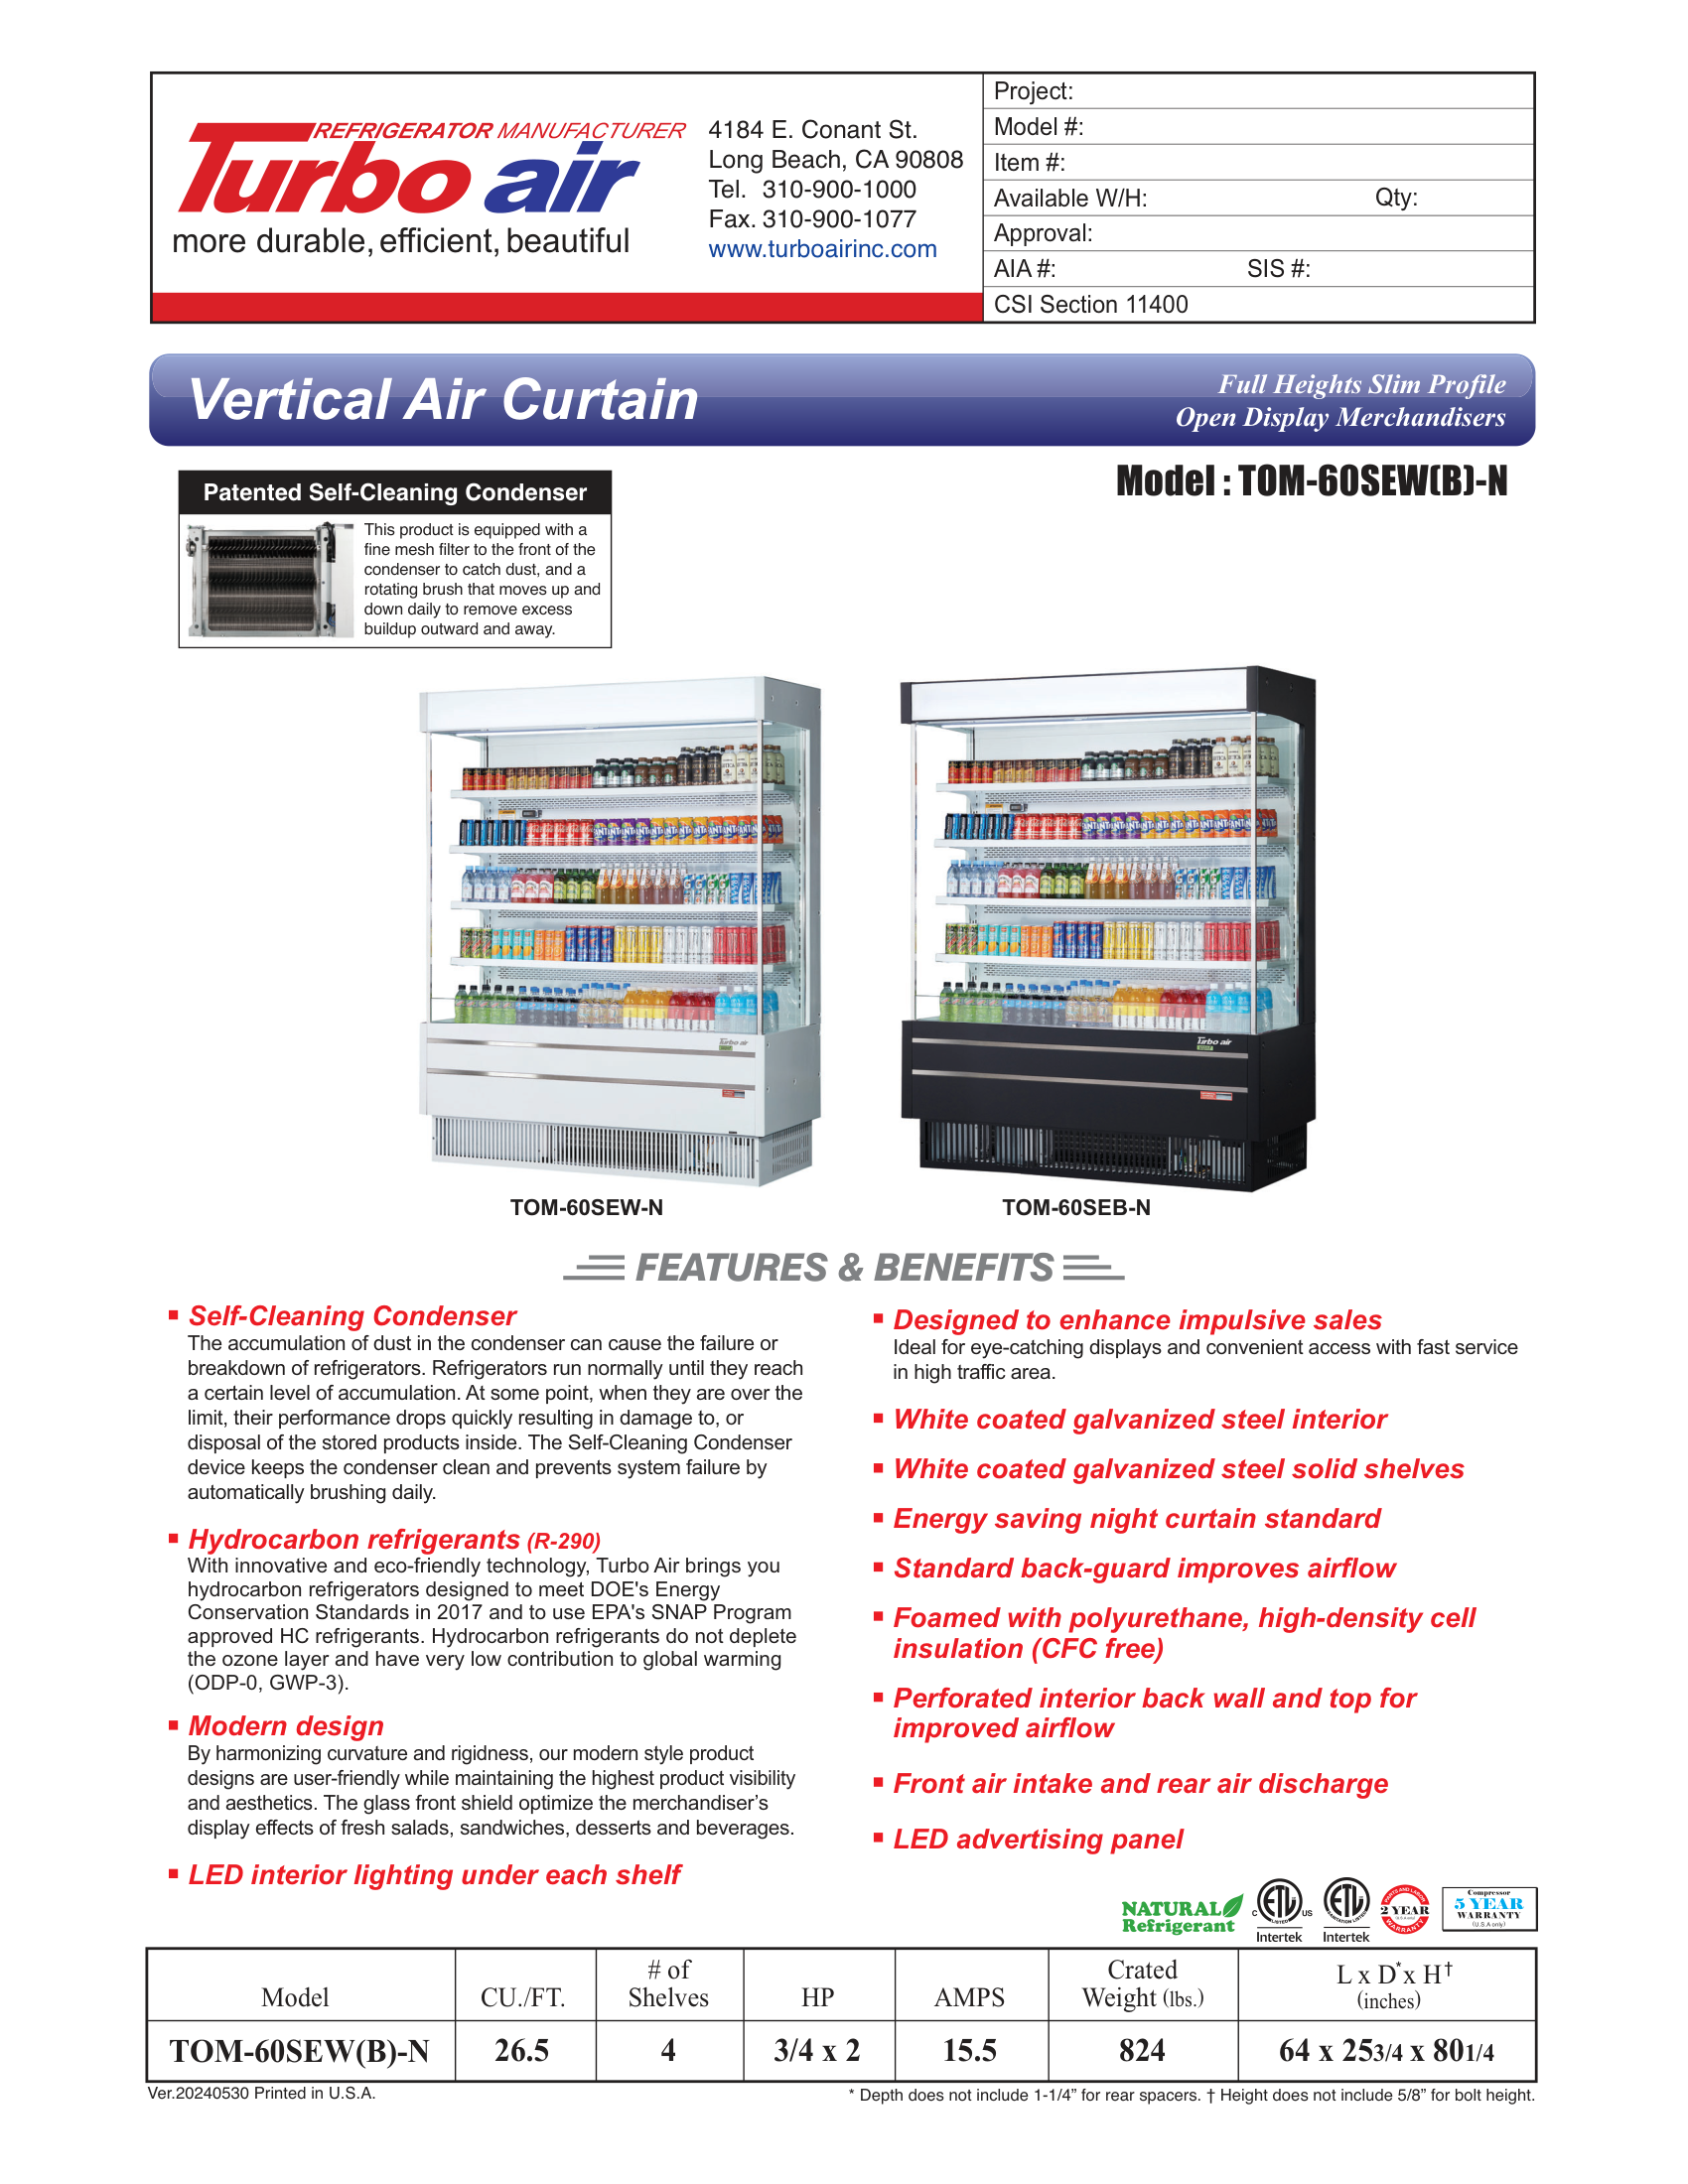 REFRIGERATOR MANUFACTURER
Turbo air
more durable, efficient, beautiful
4184 E. Conant St.
Long Beach, CA 90808
Tel. 310-900-1000
Fax. 310-900-1077
www.turboairinc.com
Project:
Model #:
Item #:
Available W/H: Qty:
Approval:
AIA #: SIS #:
CSI Section 11400
Vertical Air Curtain
Full Heights Slim Profile
Open Display Merchandisers
Model : TOM-60SEW(B)-N
Patented Self-Cleaning Condenser
This product is equipped with a
fine mesh filter to the front of the
condenser to catch dust, and a
rotating brush that moves up and
down daily to remove excess
buildup outward and away.
Turbo air
Turbo air
TOM-60SEW-N
TOM-60SEB-N
FEATURES & BENEFITS
Self-Cleaning Condenser
The accumulation of dust in the condenser can cause the failure or
breakdown of refrigerators. Refrigerators run normally until they reach
a certain level of accumulation. At some point, when they are over the
limit, their performance drops quickly resulting in damage to, or
disposal of the stored products inside. The Self-Cleaning Condenser
device keeps the condenser clean and prevents system failure by
automatically brushing daily.
Hydrocarbon refrigerants (R-290)
With innovative and eco-friendly technology, Turbo Air brings you
hydrocarbon refrigerators designed to meet DOE's Energy
Conservation Standards in 2017 and to use EPA's SNAP Program
approved HC refrigerants. Hydrocarbon refrigerants do not deplete
the ozone layer and have very low contribution to global warming
(ODP-0, GWP-3).
Modern design
By harmonizing curvature and rigidness, our modern style product
designs are user-friendly while maintaining the highest product visibility
and aesthetics. The glass front shield optimize the merchandiser's
display effects of fresh salads, sandwiches, desserts and beverages.
LED interior lighting under each shelf
Designed to enhance impulsive sales
Ideal for eye-catching displays and convenient access with fast service
in high traffic area.
White coated galvanized steel interior
White coated galvanized steel solid shelves
Energy saving night curtain standard
Standard back-guard improves airflow
Foamed with polyurethane, high-density cell
insulation (CFC free)
Perforated interior back wall and top for
improved airflow
Front air intake and rear air discharge
LED advertising panel
NATURAL
Refrigerant
C ETL US
LISTED
Intertek
ETL
SANITATION LISTED
Intertek
PARTS AND LABOR
2 YEAR
(U.S.A only)
WARRANTY
Compressor
5 YEAR
WARRANTY
(U.S.A only)
Model CU./FT. # of Shelves HP AMPS Crated Weight (lbs.) L x D* x H† (inches)
TOM-60SEW(B)-N 26.5 4 3/4 x 2 15.5 824 64 x 253/4 x 801/4
Ver.20240530 Printed in U.S.A.
* Depth does not include 1-1/4" for rear spacers. † Height does not include 5/8" for bolt height.